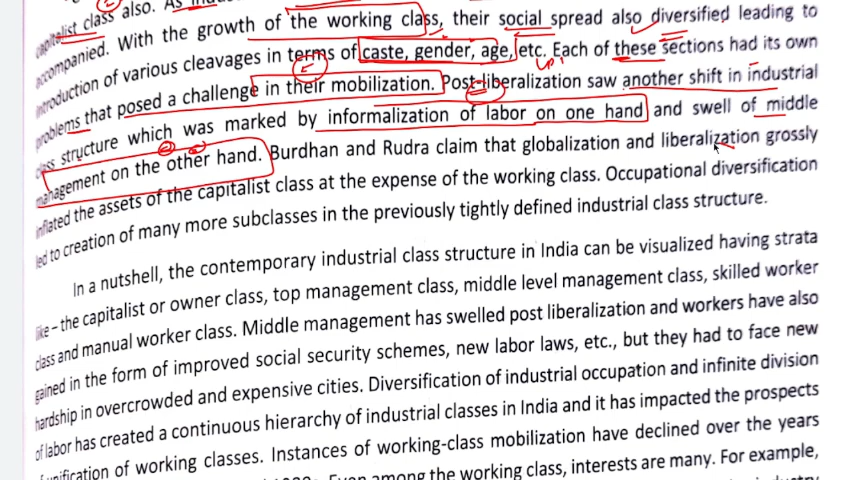 capitalist class also. As
accompanied. With the growth of the working class, their social spread also diversified leading to
introduction of various cleavages in terms of caste, gender, age, etc. Each of these sections had its own
problems that posed a challenge in their mobilization. Post-liberalization saw another shift in industrial
class structure which was marked by informalization of labor on one hand and swell of middle
management on the other hand. Burdhan and Rudra claim that globalization and liberalization grossly
inflated the assets of the capitalist class at the expense of the working class. Occupational diversification
led to creation of many more subclasses in the previously tightly defined industrial class structure.
In a nutshell, the contemporary industrial class structure in India can be visualized having strata
like – the capitalist or owner class, top management class, middle level management class, skilled worker
class and manual worker class. Middle management has swelled post liberalization and workers have also
gained in the form of improved social security schemes, new labor laws, etc., but they had to face new
hardship in overcrowded and expensive cities. Diversification of industrial occupation and infinite division
of labor has created a continuous hierarchy of industrial classes in India and it has impacted the prospects
of unification of working classes. Instances of working-class mobilization have declined over the years
Even among the working class, interests are many. For example,